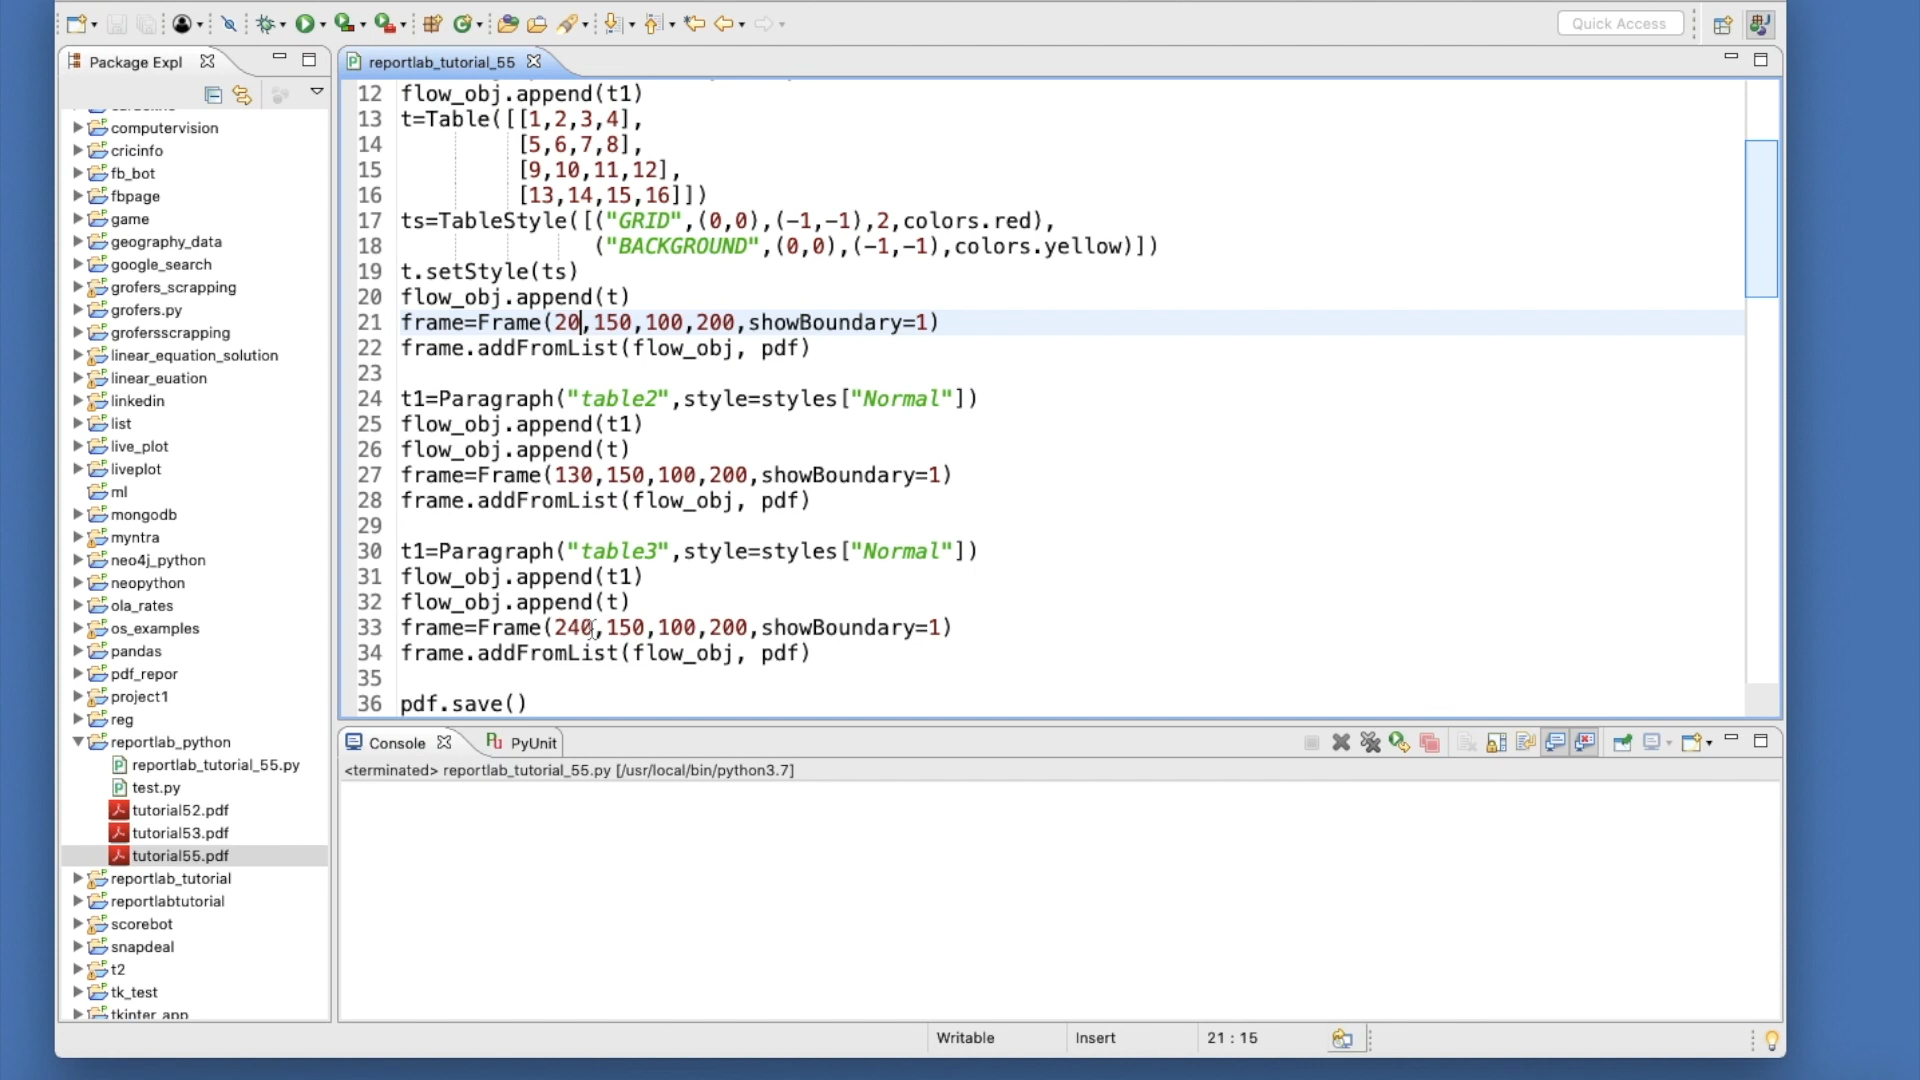 Quick Access
Package Expl
reportlab_tutorial_55
computervision
cricinfo
fb_bot
fbpage
game
geography_data
google_search
grofers_scrapping
grofers.py
grofersscrapping
linear_equation_solution
linear_euation
linkedin
list
live_plot
liveplot
ml
mongodb
myntra
neo4j_python
neopython
ola_rates
os_examples
pandas
pdf_repor
project1
reg
reportlab_python
reportlab_tutorial_55.py
test.py
tutorial52.pdf
tutorial53.pdf
tutorial55.pdf
reportlab_tutorial
reportlabtutorial
scorebot
snapdeal
t2
tk_test
tkinter_app
12 flow_obj.append(t1)
13 t=Table([[1,2,3,4],
14 [5,6,7,8],
15 [9,10,11,12],
16 [13,14,15,16]])
17 ts=TableStyle([("GRID",(0,0),(-1,-1),2,colors.red),
18 ("BACKGROUND",(0,0),(-1,-1),colors.yellow)])
19 t.setStyle(ts)
20 flow_obj.append(t)
21 frame=Frame(20,150,100,200,showBoundary=1)
22 frame.addFromList(flow_obj, pdf)
23
24 t1=Paragraph("table2",style=styles["Normal"])
25 flow_obj.append(t1)
26 flow_obj.append(t)
27 frame=Frame(130,150,100,200,showBoundary=1)
28 frame.addFromList(flow_obj, pdf)
29
30 t1=Paragraph("table3",style=styles["Normal"])
31 flow_obj.append(t1)
32 flow_obj.append(t)
33 frame=Frame(240,150,100,200,showBoundary=1)
34 frame.addFromList(flow_obj, pdf)
35
36 pdf.save()
Console PyUnit
<terminated> reportlab_tutorial_55.py [/usr/local/bin/python3.7]
Writable Insert 21 : 15